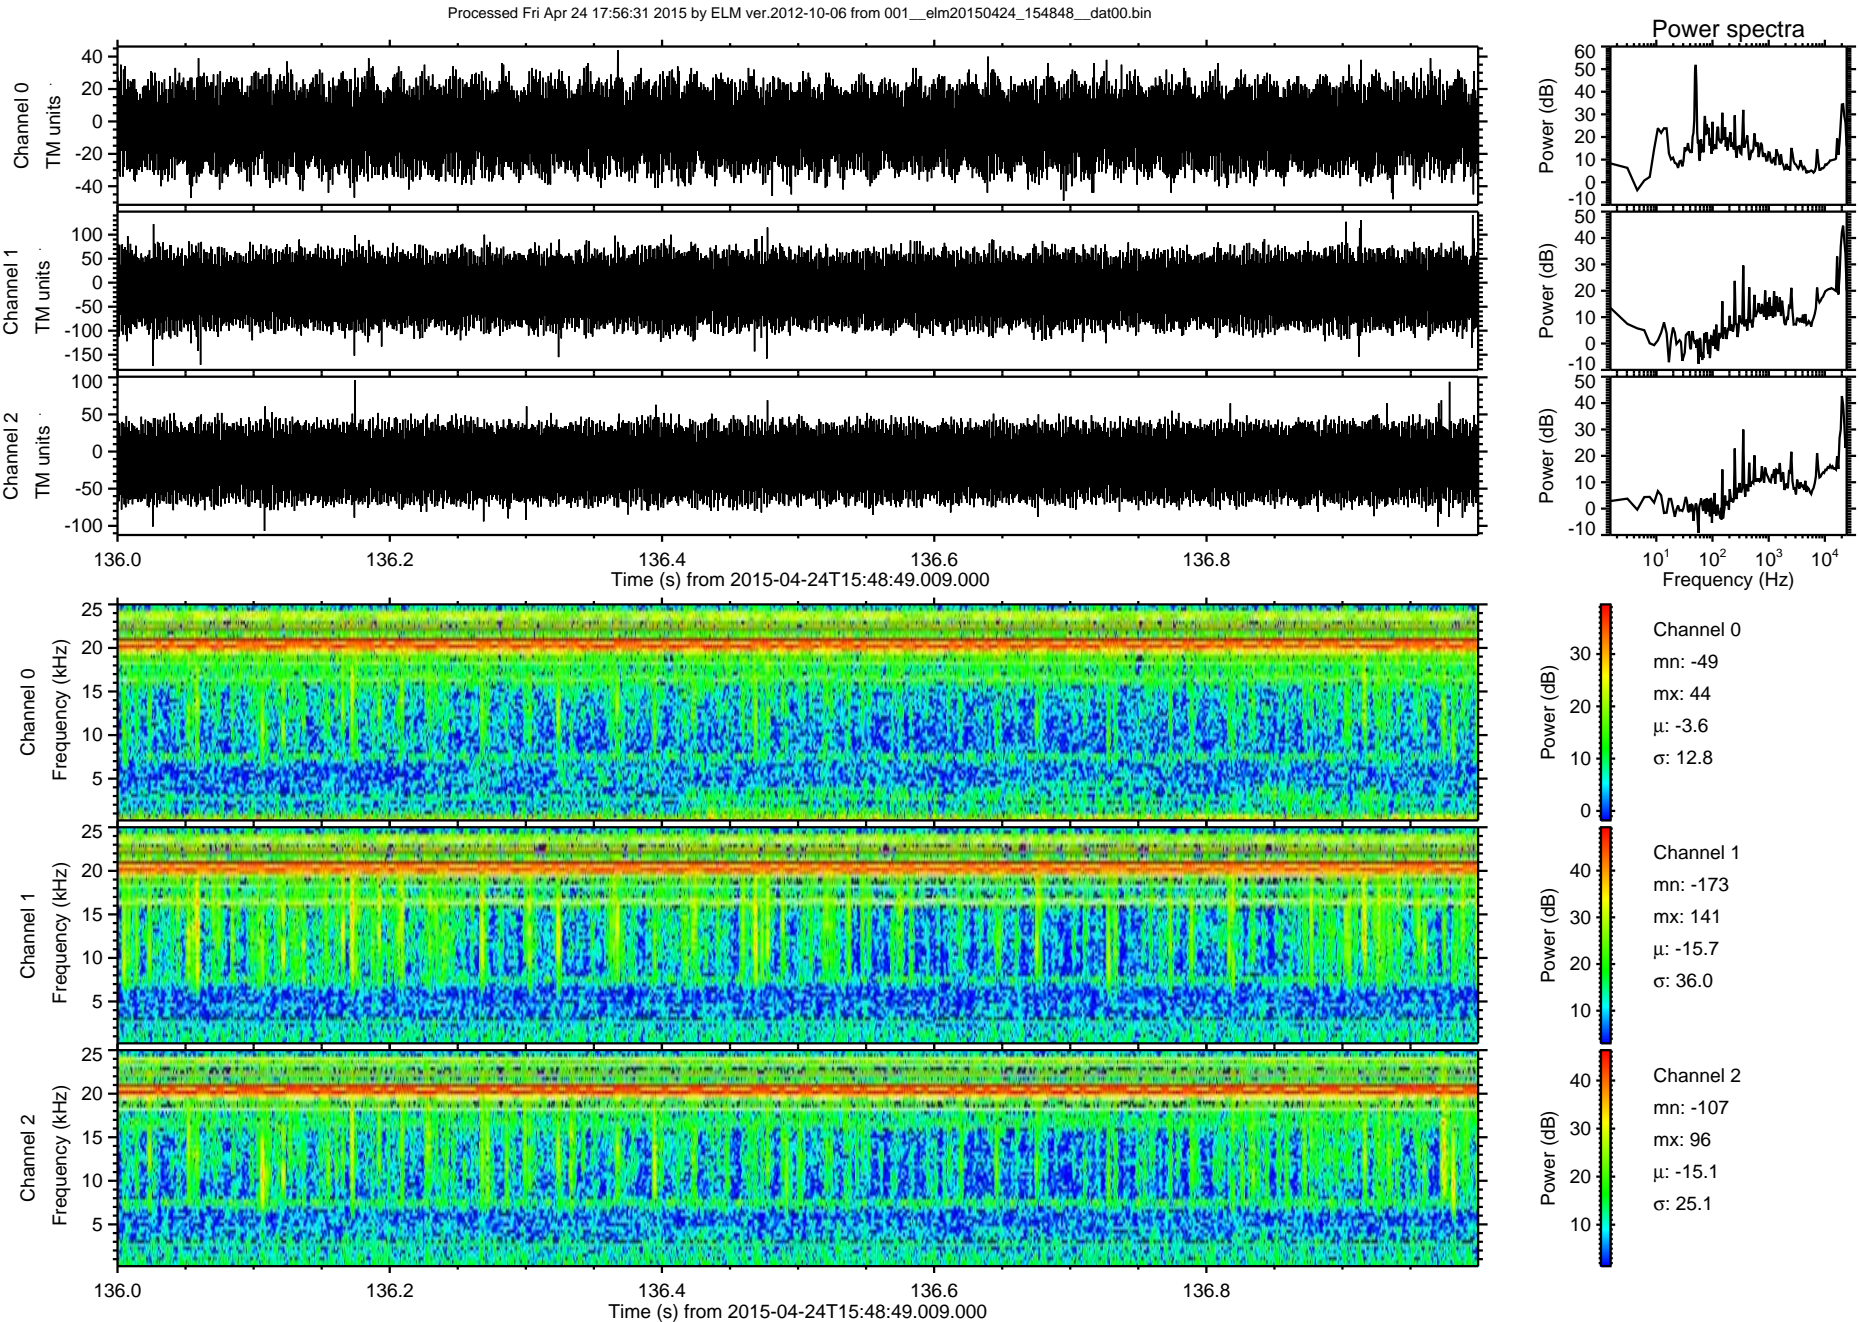 Processed Fri Apr 24 17:56:31 2015 by ELM ver.2012-10-06 from 001__elm20150424_154848__dat00.bin
Power spectra
Channel 0
TM units
40
20
0
-20
-40
Power (dB)
60
50
40
30
20
10
0
-10
Channel 1
TM units
100
50
0
-50
-100
-150
Power (dB)
50
40
30
20
10
0
-10
Channel 2
TM units
100
50
0
-50
-100
Power (dB)
50
40
30
20
10
0
-10
136.0 136.2 136.4 136.6 136.8
Time (s) from 2015-04-24T15:48:49.009.000
10¹ 10² 10³ 10⁴
Frequency (Hz)
Channel 0
Frequency (kHz)
25
20
15
10
5
Power (dB)
30
20
10
0
Channel 0
mn: -49
mx: 44
μ: -3.6
σ: 12.8
Channel 1
Frequency (kHz)
25
20
15
10
5
Power (dB)
40
30
20
10
Channel 1
mn: -173
mx: 141
μ: -15.7
σ: 36.0
Channel 2
Frequency (kHz)
25
20
15
10
5
Power (dB)
40
30
20
10
Channel 2
mn: -107
mx: 96
μ: -15.1
σ: 25.1
136.0 136.2 136.4 136.6 136.8
Time (s) from 2015-04-24T15:48:49.009.000